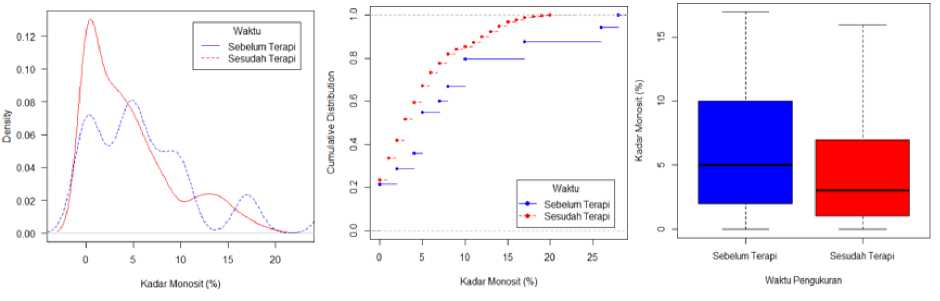 Density
0.00
0.02
0.04
0.06
0.08
0.10
0.12
0
5
10
15
20
Kadar Monosit (%)
Waktu
Sebelum Terapi
Sesudah Terapi
Cumulative Distribution
0.0
0.2
0.4
0.6
0.8
1.0
0
5
10
15
20
25
Kadar Monosit (%)
Waktu
Sebelum Terapi
Sesudah Terapi
Kadar Monosit (%)
0
5
10
15
Sebelum Terapi
Sesudah Terapi
Waktu Pengukuran